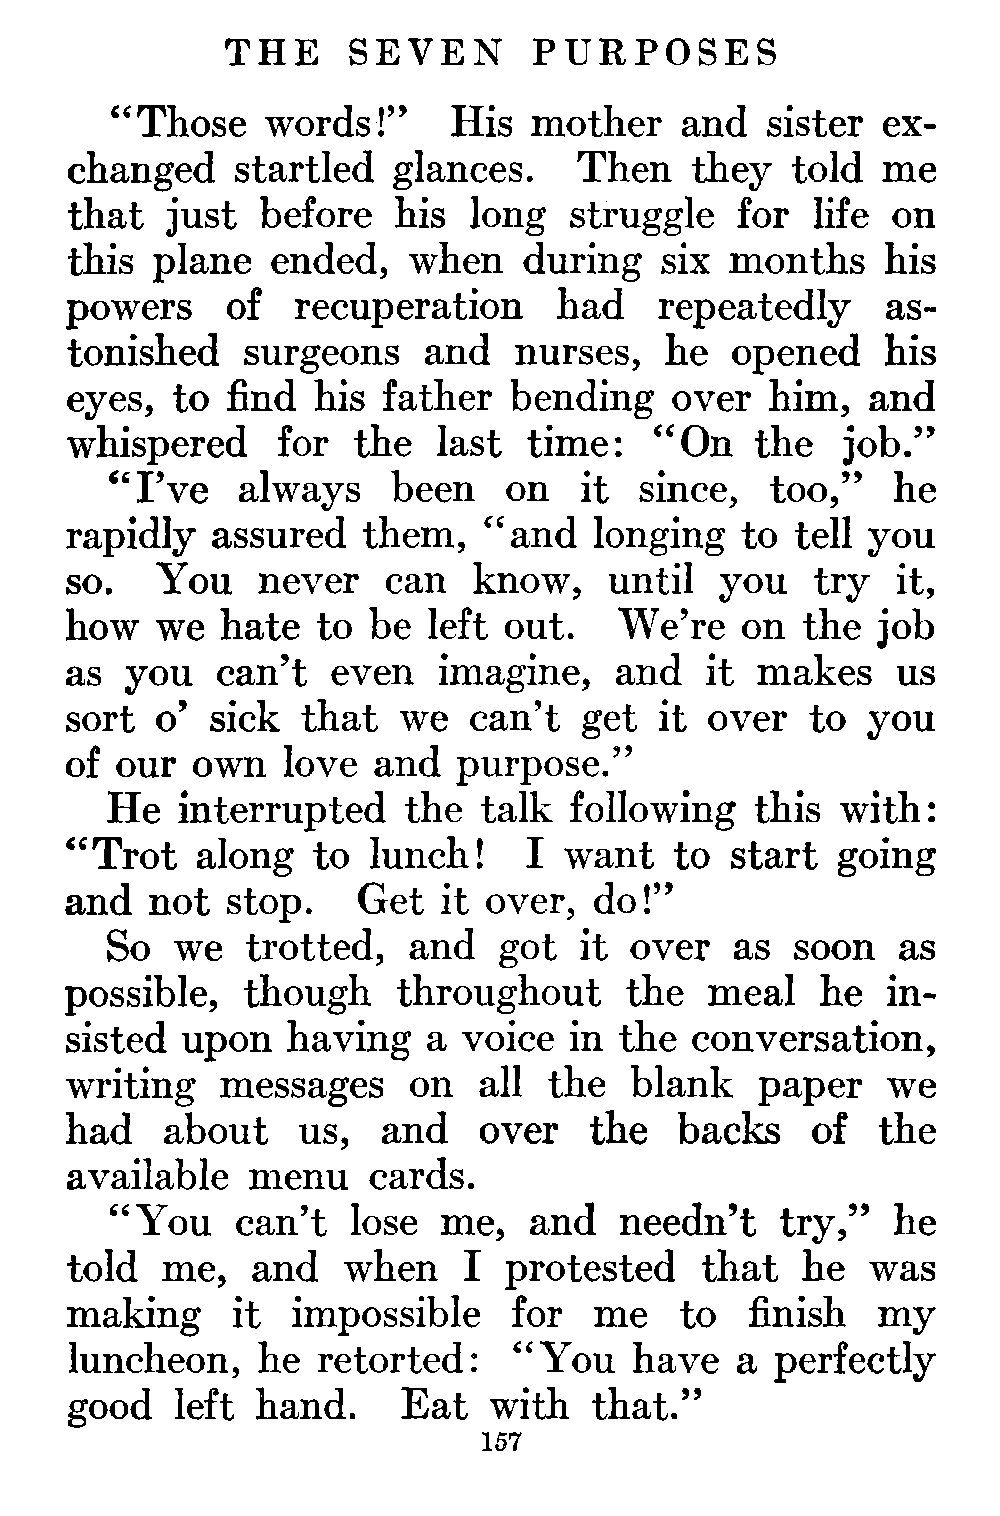 THE SEVEN PURPOSES
“Those words!” His mother and sister ex-
changed startled glances. Then they told me
that just before his long struggle for life on
this plane ended, when during six months his
powers of recuperation had repeatedly as-
tonished surgeons and nurses, he opened his
eyes, to find his father bending over him, and
whispered for the last time: “On the job.”
“I’ve always been on it since, too,” he
rapidly assured them, “and longing to tell you
so. You never can know, until you try it,
how we hate to be left out. We’re on the job
as you can’t even imagine, and it makes us
sort o’ sick that we can’t get it over to you
of our own love and purpose.”
He interrupted the talk following this with:
“Trot along to lunch! I want to start going
and not stop. Get it over, do!”
So we trotted, and got it over as soon as
possible, though throughout the meal he in-
sisted upon having a voice in the conversation,
writing messages on all the blank paper we
had about us, and over the backs of the
available menu cards.
“You can’t lose me, and needn’t try,” he
told me, and when I protested that he was
making it impossible for me to finish my
luncheon, he retorted: “You have a perfectly
good left hand. Eat with that.”
157